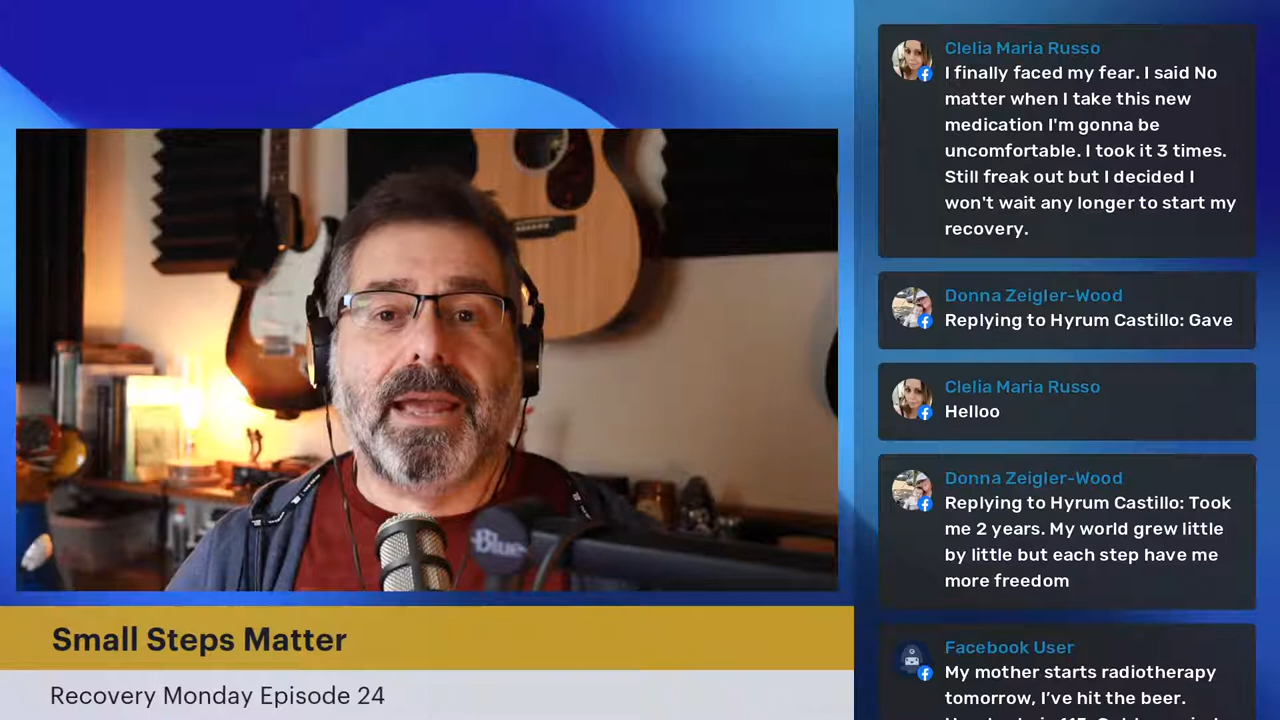 Clelia Maria Russo
I finally faced my fear. I said No
matter when I take this new
medication I'm gonna be
uncomfortable. I took it 3 times.
Still freak out but I decided I
won't wait any longer to start my
recovery.
Donna Zeigler-Wood
Replying to Hyrum Castillo: Gave
Clelia Maria Russo
Helloo
Donna Zeigler-Wood
Replying to Hyrum Castillo: Took
me 2 years. My world grew little
by little but each step have me
more freedom
Facebook User
My mother starts radiotherapy
tomorrow, I've hit the beer.
Blue
Small Steps Matter
Recovery Monday Episode 24